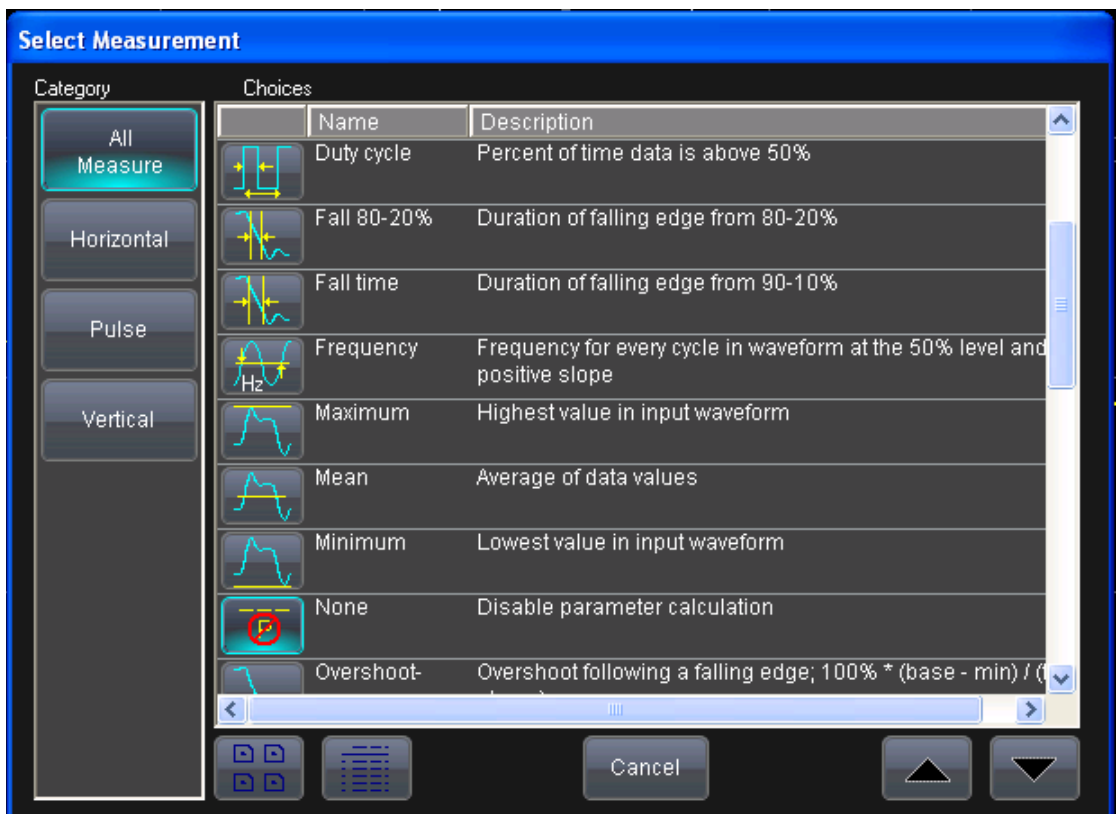 Select Measurement
Category
Choices
All
Measure
Horizontal
Pulse
Vertical
Name Description
Duty cycle Percent of time data is above 50%
Fall 80-20% Duration of falling edge from 80-20%
Fall time Duration of falling edge from 90-10%
Frequency Frequency for every cycle in waveform at the 50% level and
positive slope
Hz
Maximum Highest value in input waveform
Mean Average of data values
Minimum Lowest value in input waveform
None Disable parameter calculation
P
Overshoot- Overshoot following a falling edge; 100% * (base - min) / (
Cancel